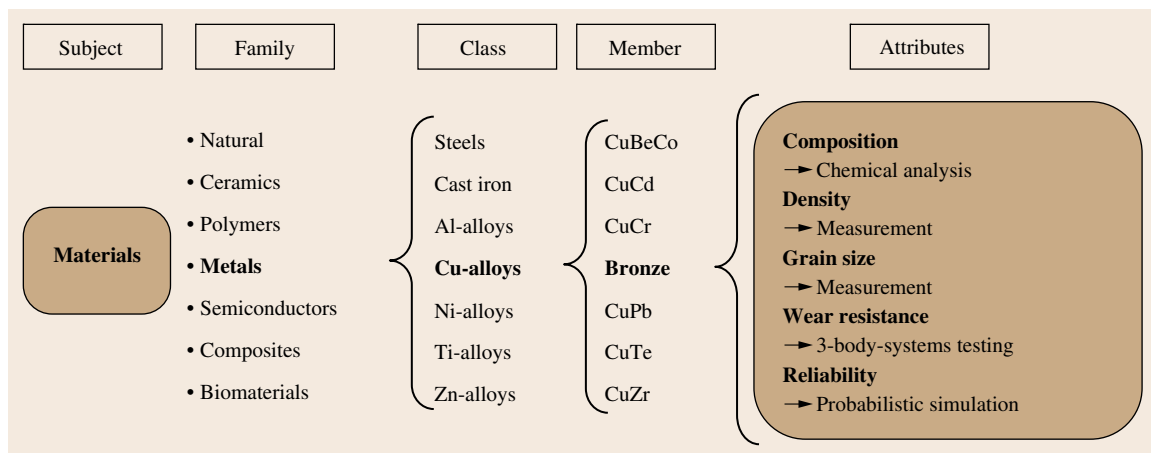 Subject
Family
Class
Member
Attributes
Materials
• Natural
• Ceramics
• Polymers
• Metals
• Semiconductors
• Composites
• Biomaterials
Steels
Cast iron
Al-alloys
Cu-alloys
Ni-alloys
Ti-alloys
Zn-alloys
CuBeCo
CuCd
CuCr
Bronze
CuPb
CuTe
CuZr
Composition
→ Chemical analysis
Density
→ Measurement
Grain size
→ Measurement
Wear resistance
→ 3-body-systems testing
Reliability
→ Probabilistic simulation